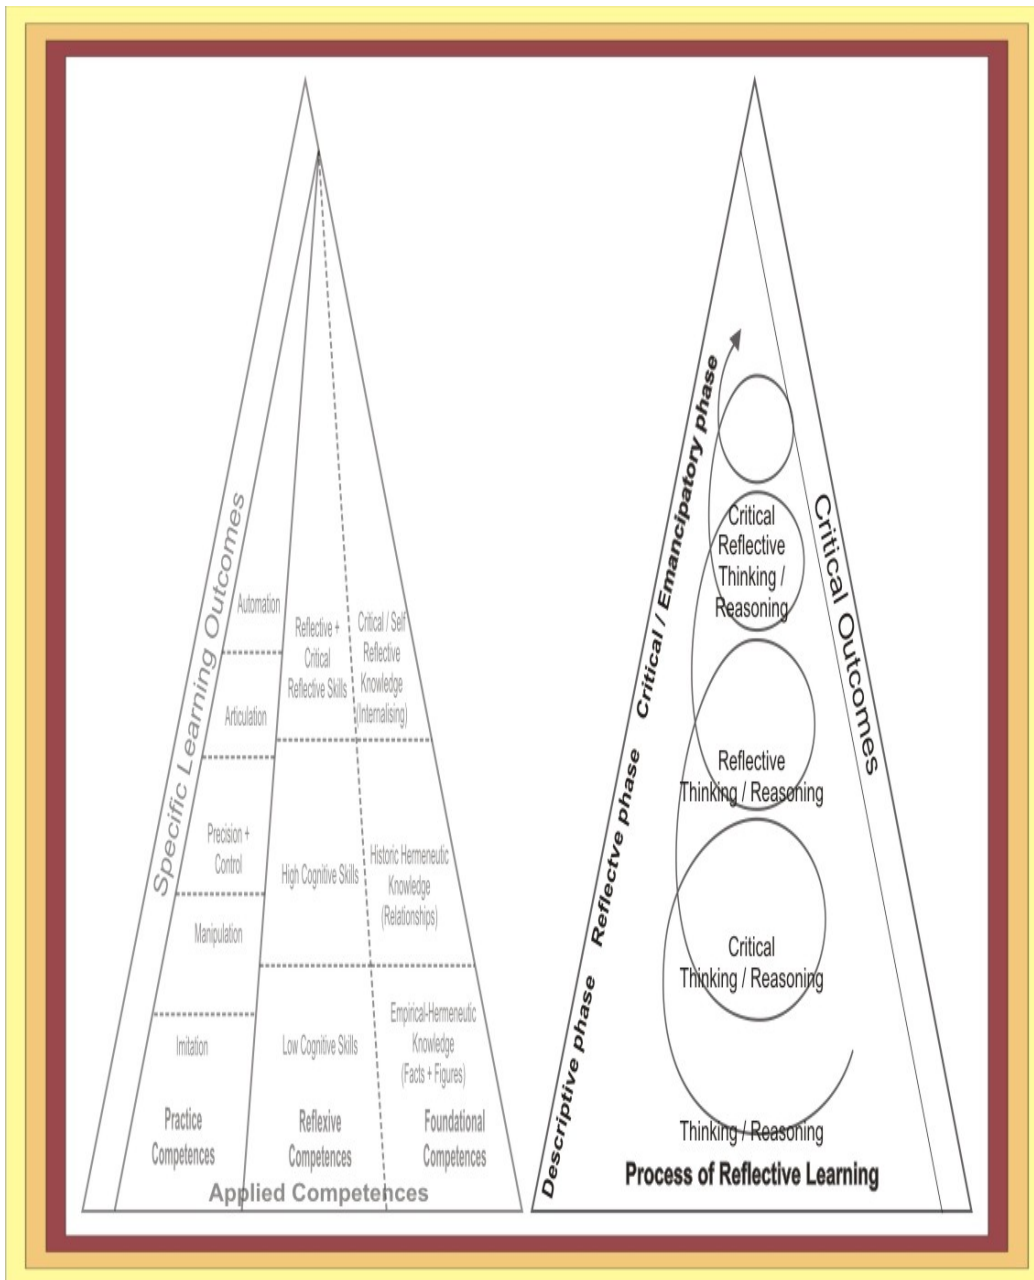 Specific Learning Outcomes
Automation
Articulation
Precision +
Control
Manipulation
Imitation
Practice
Competences
Reflective +
Critical
Reflective Skills
High Cognitive Skills
Low Cognitive Skills
Reflexive
Competences
Critical / Self
Reflective
Knowledge
(Internalising)
Historic Hermeneutic
Knowledge
(Relationships)
Empirical-Hermeneutic
Knowledge
(Facts + Figures)
Foundational
Competences
Applied Competences
Descriptive phase Reflectve phase Critical / Emancipatory phase
Critical
Reflective
Thinking /
Reasoning
Reflective
Thinking / Reasoning
Critical
Thinking / Reasoning
Thinking / Reasoning
Process of Reflective Learning
Critical Outcomes